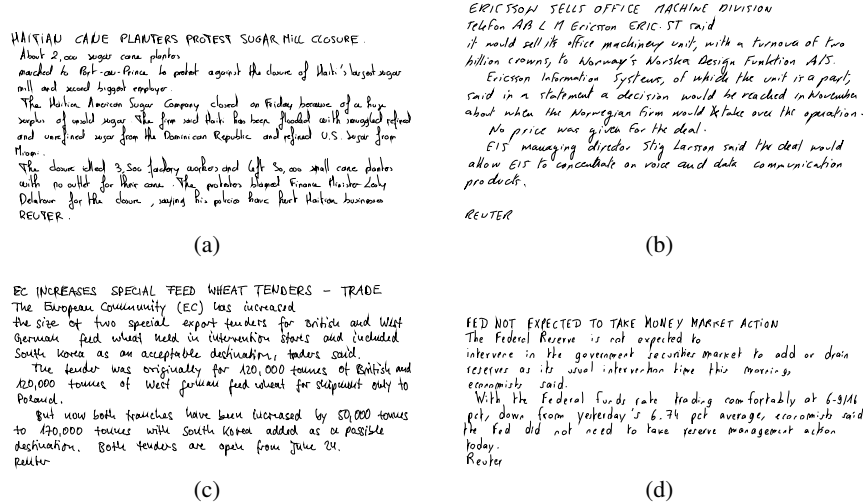 HAITIAN CANE PLANTERS PROTEST SUGAR MILL CLOSURE.
About 2,000 sugar cane plantos
marched to Port-au-Prince to protest against the closure of Haiti's largest sugar
mill and second biggest employer.
The Haitian American Sugar Company closed on Friday because of a huge
surplus of unsold sugar. The firm said Haiti has been flooded with smuggled refined
and unrefined sugar from the Dominican Republic and refined U.S. Sugar from
Miami.
The closure idled 3,500 factory workers and left 30,000 small cane planters
with no outlet for their cane. The protestors blamed Finance Minister Lesly
Delatour for the closure, saying his policies have hurt Haitian businesses
REUTER.
(a)
ERICSSON SELLS OFFICE MACHINE DIVISION
Telefon AB L M Ericsson ERIC.ST said
it would sell its office machinery unit, with a turnover of two
billion crowns, to Norway's Norska Design Funktion A/S.
Ericsson Information Systems, of which the unit is a part,
said in a statement a decision would be reached in November
about when the Norwegian firm would take over the operation.
No price was given for the deal.
EIS managing director Stig Larsson said the deal would
allow EIS to concentrate on voice and data communication
products.
REUTER
(b)
EC INCREASES SPECIAL FEED WHEAT TENDERS - TRADE
The European Community (EC) has increased
the size of two special export tenders for British and West
German feed wheat held in intervention stores and included
South Korea as an acceptable destination, traders said.
The tender was originally for 120,000 tonnes of British and
120,000 tonnes of West german feed wheat for shipment only to
Poland.
But now both tranches have been increased by 50,000 tonnes
to 170,000 tonnes with South Korea added as a possible
destination. Both tenders are open from June 24.
Reuter
(c)
FED NOT EXPECTED TO TAKE MONEY MARKET ACTION
The Federal Reserve is not expected to
intervene in the government securities market to add or drain
reserves as its usual intervention time this morning,
economists said.
With the Federal funds rate trading comfortably at 6-9/16
pct, down from yesterday's 6.74 pct average, economists said
the Fed did not need to take reserve management action
today.
Reuter
(d)